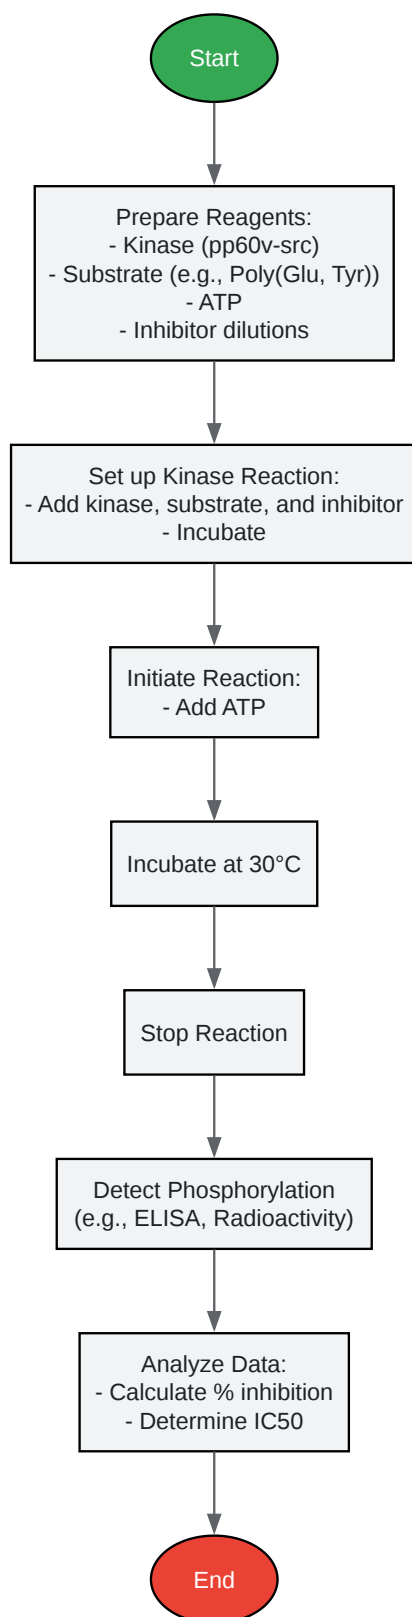 Start
Prepare Reagents:
- Kinase (pp60v-src)
- Substrate (e.g., Poly(Glu, Tyr))
- ATP
- Inhibitor dilutions
Set up Kinase Reaction:
- Add kinase, substrate, and inhibitor
- Incubate
Initiate Reaction:
- Add ATP
Incubate at 30°C
Stop Reaction
Detect Phosphorylation
(e.g., ELISA, Radioactivity)
Analyze Data:
- Calculate % inhibition
- Determine IC50
End